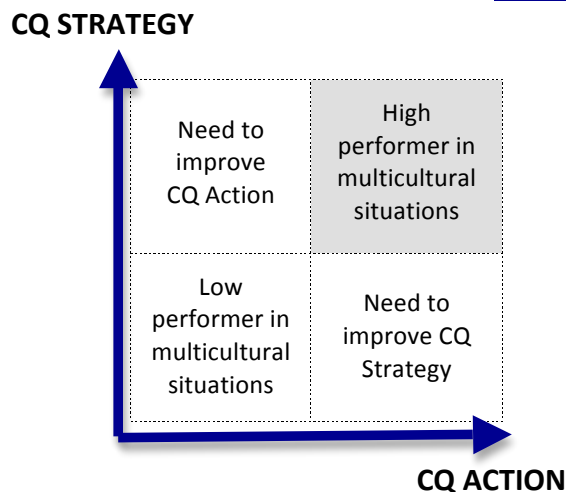 CQ STRATEGY
Need to
improve
CQ Action
High
performer in
multicultural
situations
Low
performer in
multicultural
situations
Need to
improve CQ
Strategy
CQ ACTION